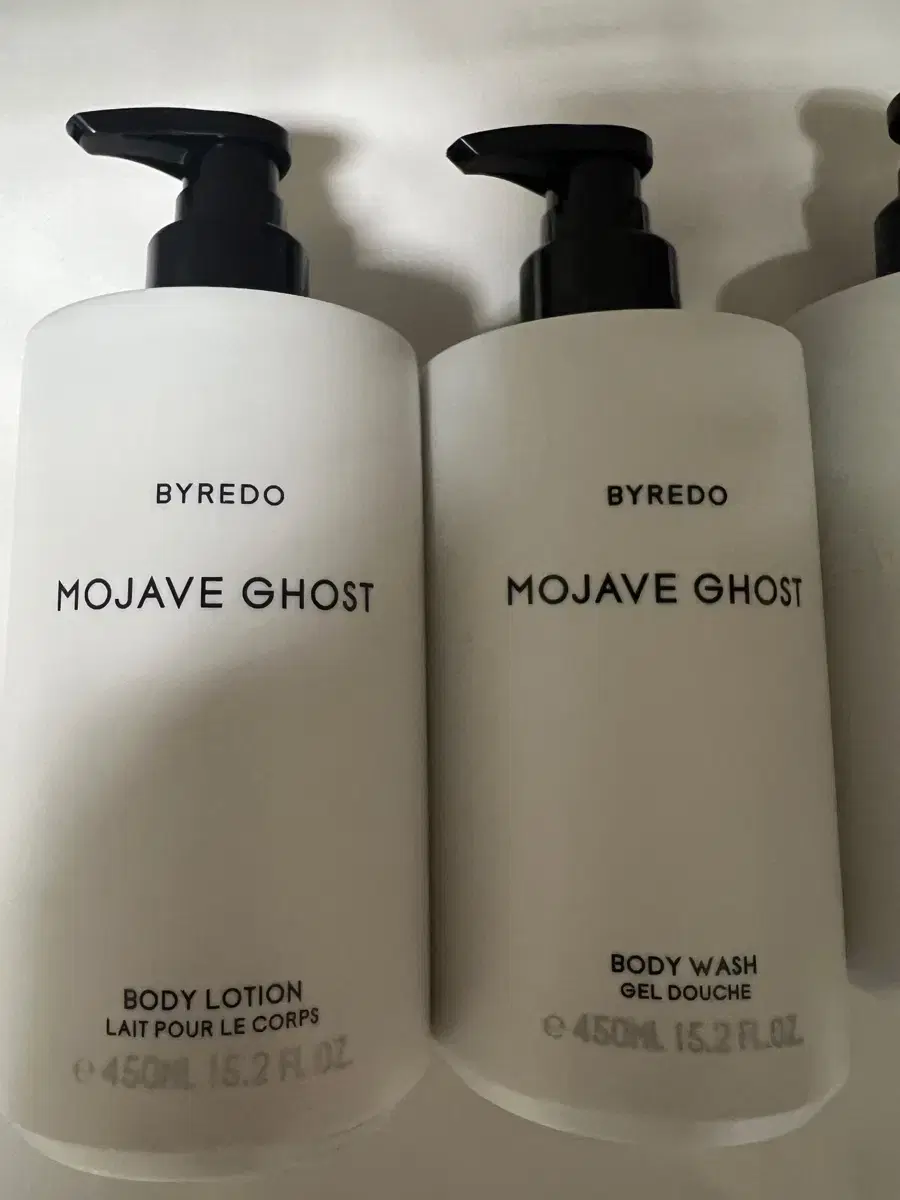 BYREDO
MOJAVE GHOST
BODY LOTION
LAIT POUR LE CORPS
℮ 450ML 15.2 FL.OZ
BYREDO
MOJAVE GHOST
BODY WASH
GEL DOUCHE
℮ 450ML 15.2 FL.OZ